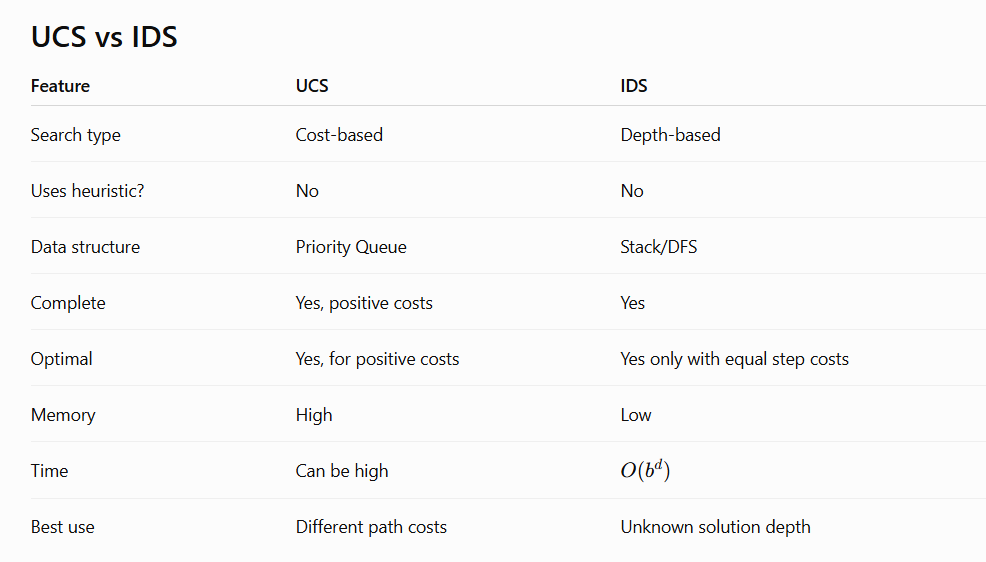 UCS vs IDS
Feature UCS IDS
Search type Cost-based Depth-based
Uses heuristic? No No
Data structure Priority Queue Stack/DFS
Complete Yes, positive costs Yes
Optimal Yes, for positive costs Yes only with equal step costs
Memory High Low
Time Can be high O(b^d)
Best use Different path costs Unknown solution depth